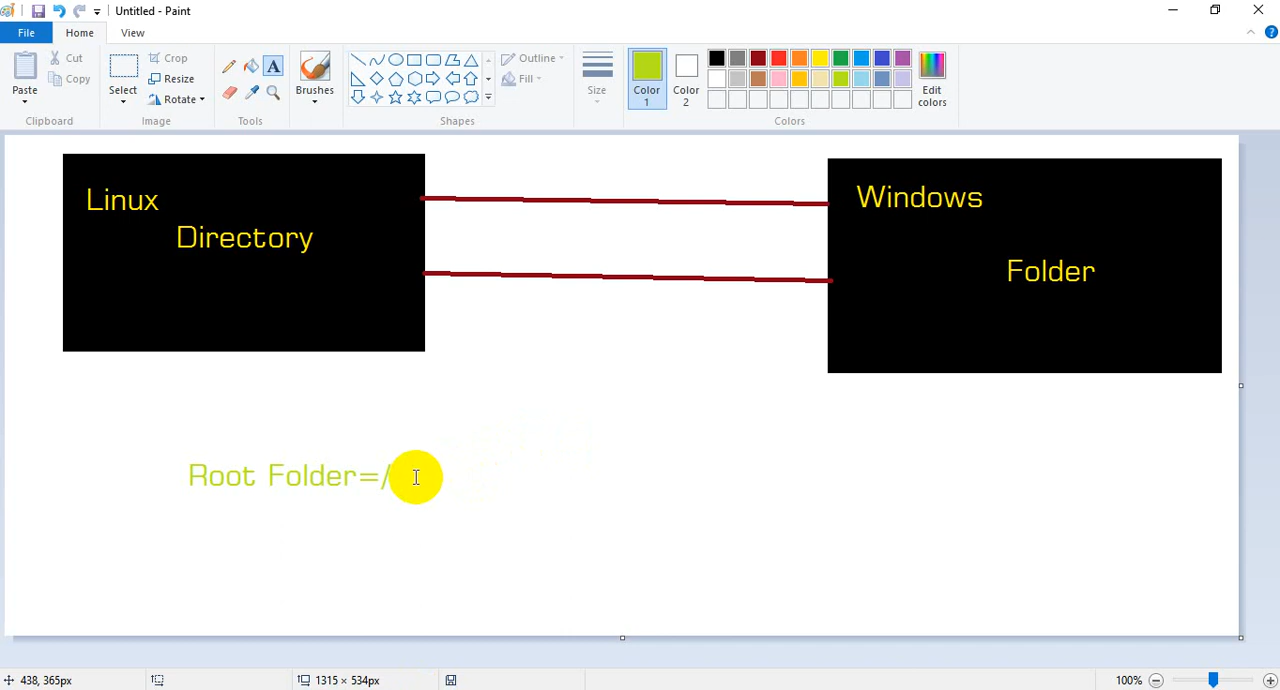 Untitled - Paint
File
Home
View
Paste
Cut
Copy
Clipboard
Select
Crop
Resize
Rotate
Image
A
Tools
Brushes
Outline
Fill
Shapes
Size
Color 1
Color 2
Edit colors
Colors
Linux
Directory
Windows
Folder
Root Folder=/
438, 365px
1315 × 534px
100%